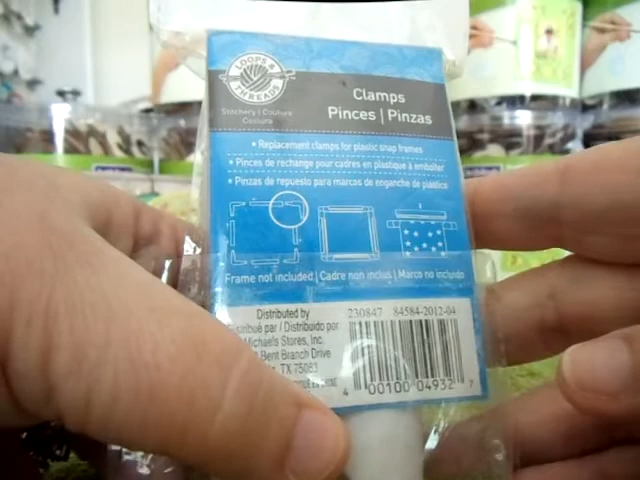 LOOPS &
THREADS
Stitchery | Couture
Costura
Clamps
Pinces | Pinzas
• Replacement clamps for plastic snap frames
• Pinces de rechange pour cadres en plastique à emboîter
• Pinzas de repuesto para marcos de enganche de plástico
Frame not included | Cadre non inclus | Marco no incluido
Distributed by
Distribué par / Distribuido por
Michaels Stores, Inc.
Bent Branch Drive
TX 75063
230847 84584-2012-04
4 00100 04932 7